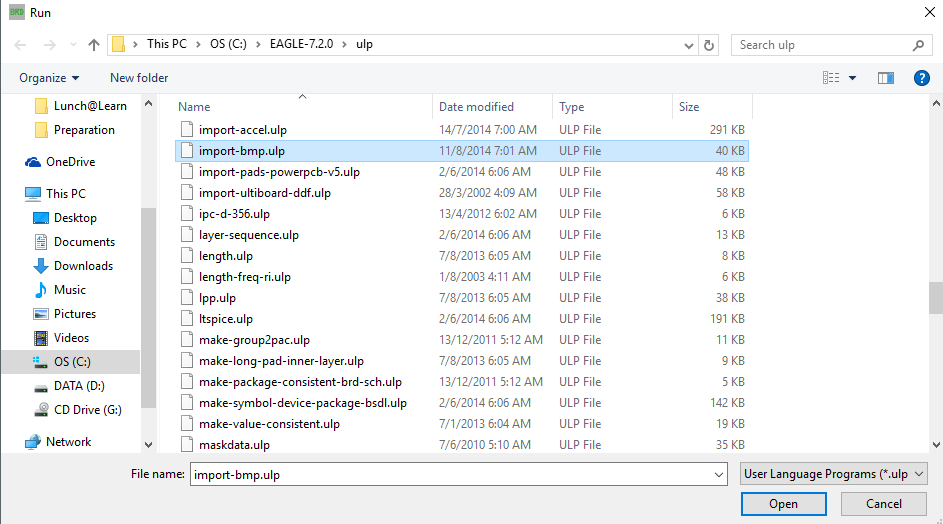 BRD Run
This PC > OS (C:) > EAGLE-7.2.0 > ulp
Search ulp
Organize New folder
?
Lunch@Learn
Preparation
OneDrive
This PC
Desktop
Documents
Downloads
Music
Pictures
Videos
OS (C:)
DATA (D:)
CD Drive (G:)
Network
Name Date modified Type Size
import-accel.ulp 14/7/2014 7:00 AM ULP File 291 KB
import-bmp.ulp 11/8/2014 7:01 AM ULP File 40 KB
import-pads-powerpcb-v5.ulp 2/6/2014 6:06 AM ULP File 48 KB
import-ultiboard-ddf.ulp 28/3/2002 4:09 AM ULP File 58 KB
ipc-d-356.ulp 13/4/2012 6:02 AM ULP File 6 KB
layer-sequence.ulp 2/6/2014 6:06 AM ULP File 13 KB
length.ulp 7/8/2013 6:05 AM ULP File 8 KB
length-freq-ri.ulp 1/8/2003 4:11 AM ULP File 6 KB
lpp.ulp 7/8/2013 6:05 AM ULP File 38 KB
ltspice.ulp 2/6/2014 6:06 AM ULP File 191 KB
make-group2pac.ulp 13/12/2011 5:12 AM ULP File 11 KB
make-long-pad-inner-layer.ulp 7/8/2013 6:05 AM ULP File 9 KB
make-package-consistent-brd-sch.ulp 13/12/2011 5:12 AM ULP File 5 KB
make-symbol-device-package-bsdl.ulp 2/6/2014 6:06 AM ULP File 142 KB
make-value-consistent.ulp 7/1/2013 6:04 AM ULP File 19 KB
maskdata.ulp 7/6/2010 5:10 AM ULP File 35 KB
File name: import-bmp.ulp User Language Programs (*.ulp
Open Cancel